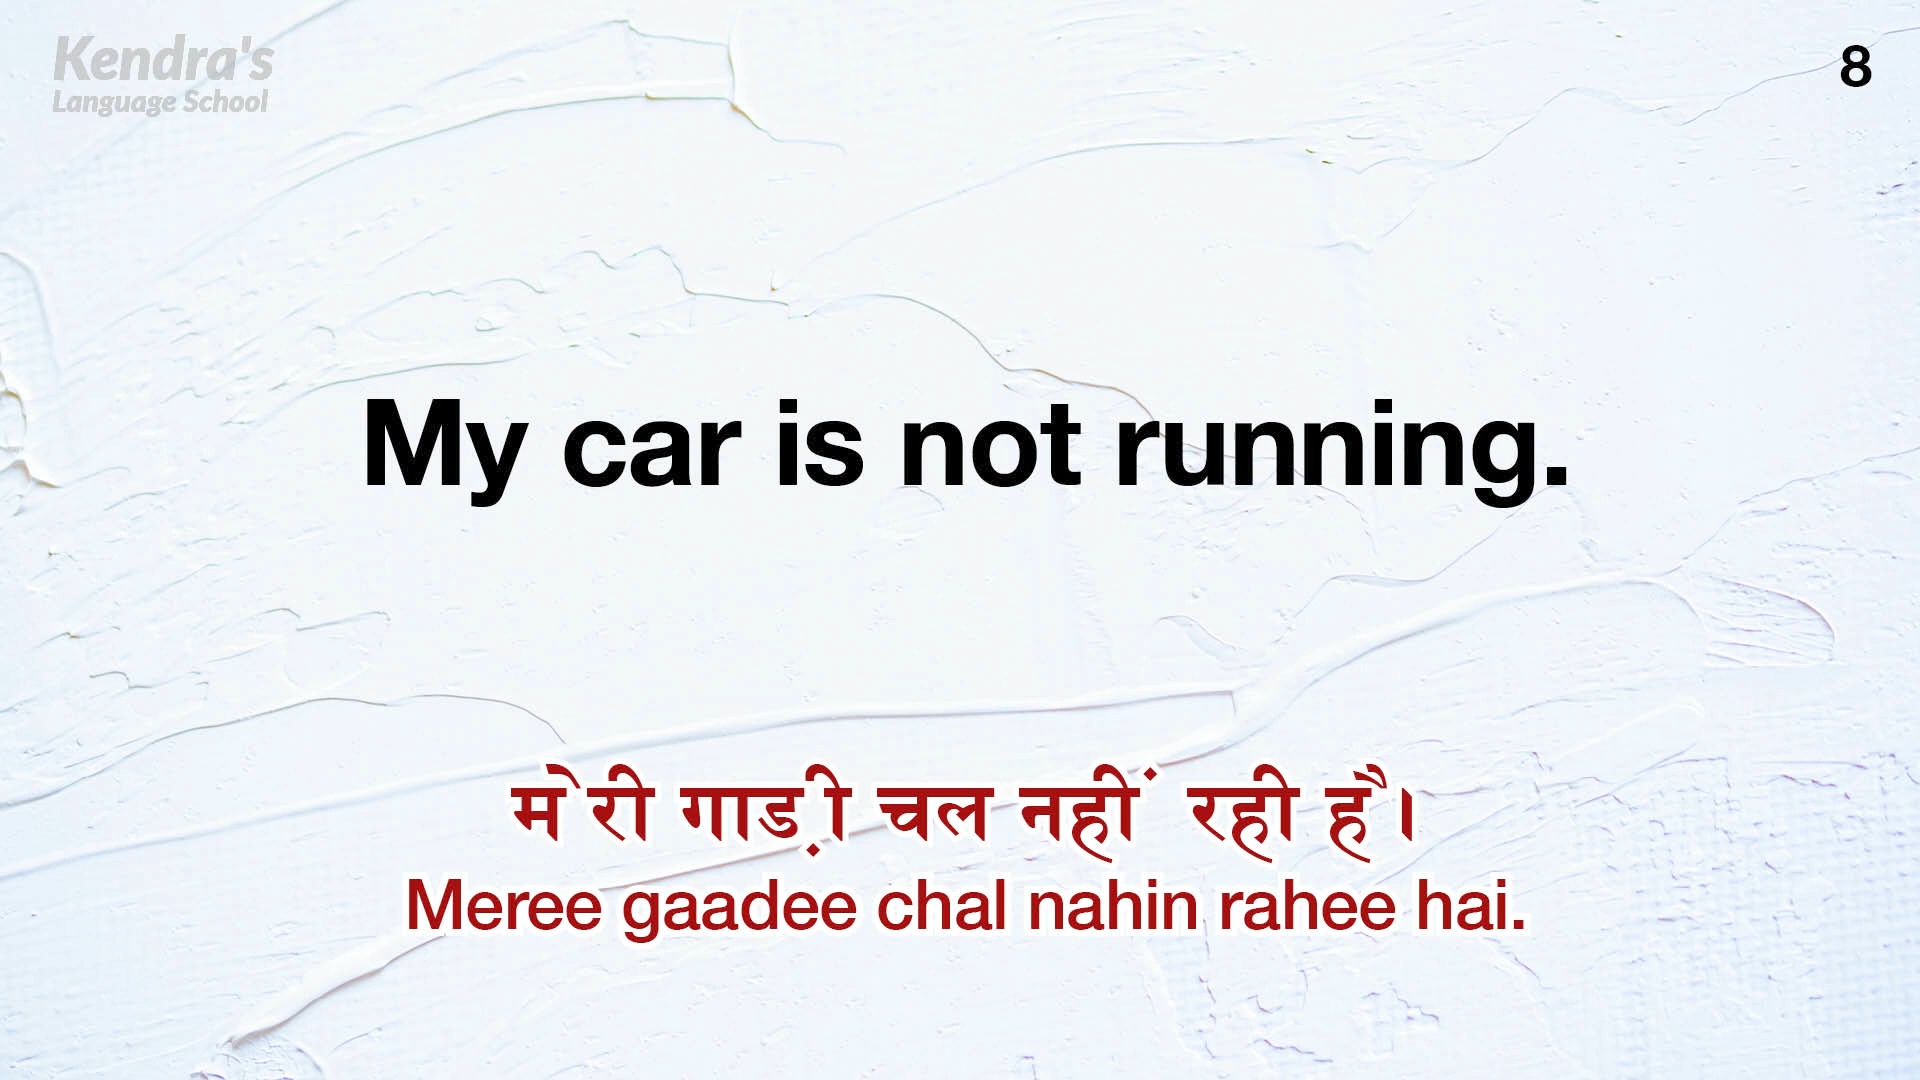 Kendra's
Language School
8
My car is not running.
मेरी गाड़ी चल नहीं रही है।
Meree gaadee chal nahin rahee hai.